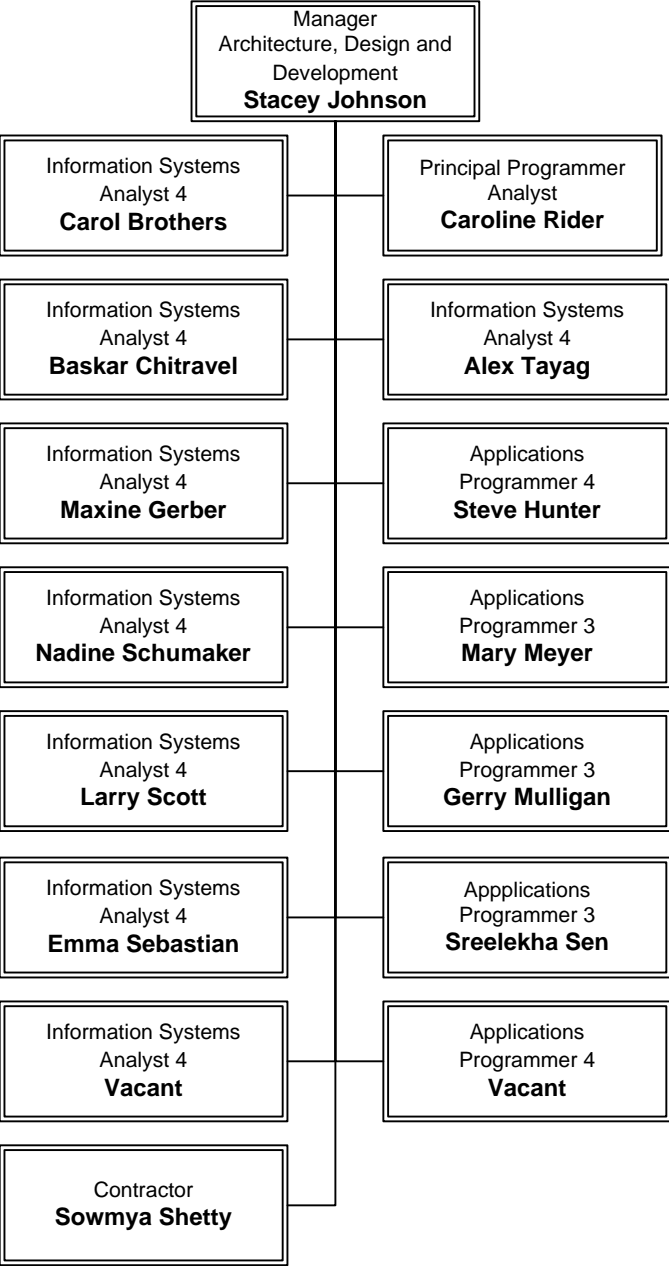 Manager
Architecture, Design and
Development
Stacey Johnson
Information Systems
Analyst 4
Carol Brothers
Principal Programmer
Analyst
Caroline Rider
Information Systems
Analyst 4
Baskar Chitravel
Information Systems
Analyst 4
Alex Tayag
Information Systems
Analyst 4
Maxine Gerber
Applications
Programmer 4
Steve Hunter
Information Systems
Analyst 4
Nadine Schumaker
Applications
Programmer 3
Mary Meyer
Information Systems
Analyst 4
Larry Scott
Applications
Programmer 3
Gerry Mulligan
Information Systems
Analyst 4
Emma Sebastian
Appplications
Programmer 3
Sreelekha Sen
Information Systems
Analyst 4
Vacant
Applications
Programmer 4
Vacant
Contractor
Sowmya Shetty